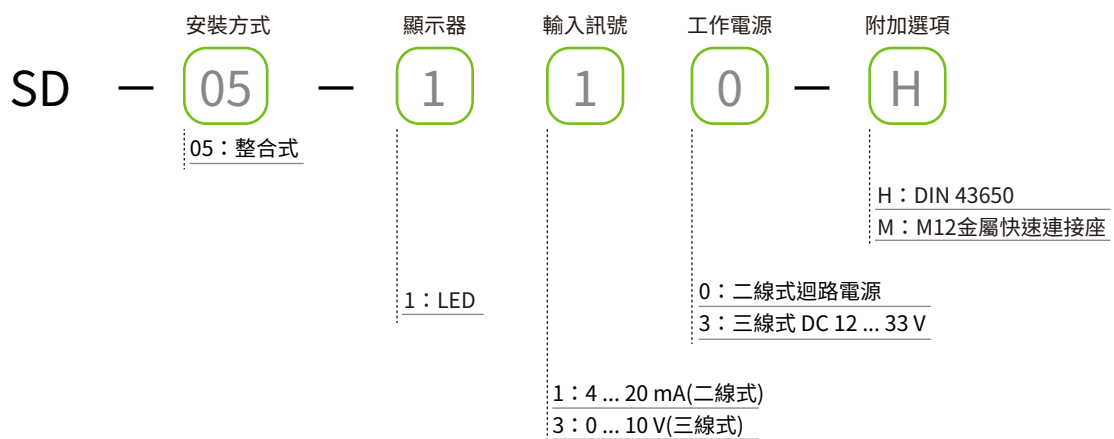 安裝方式 顯示器 輸入訊號 工作電源 附加選項
SD — 05 — 1 1 0 — H
05：整合式
H：DIN 43650
M：M12金屬快速連接座
1：LED
0：二線式迴路電源
3：三線式 DC 12 ... 33 V
1：4 ... 20 mA(二線式)
3：0 ... 10 V(三線式)